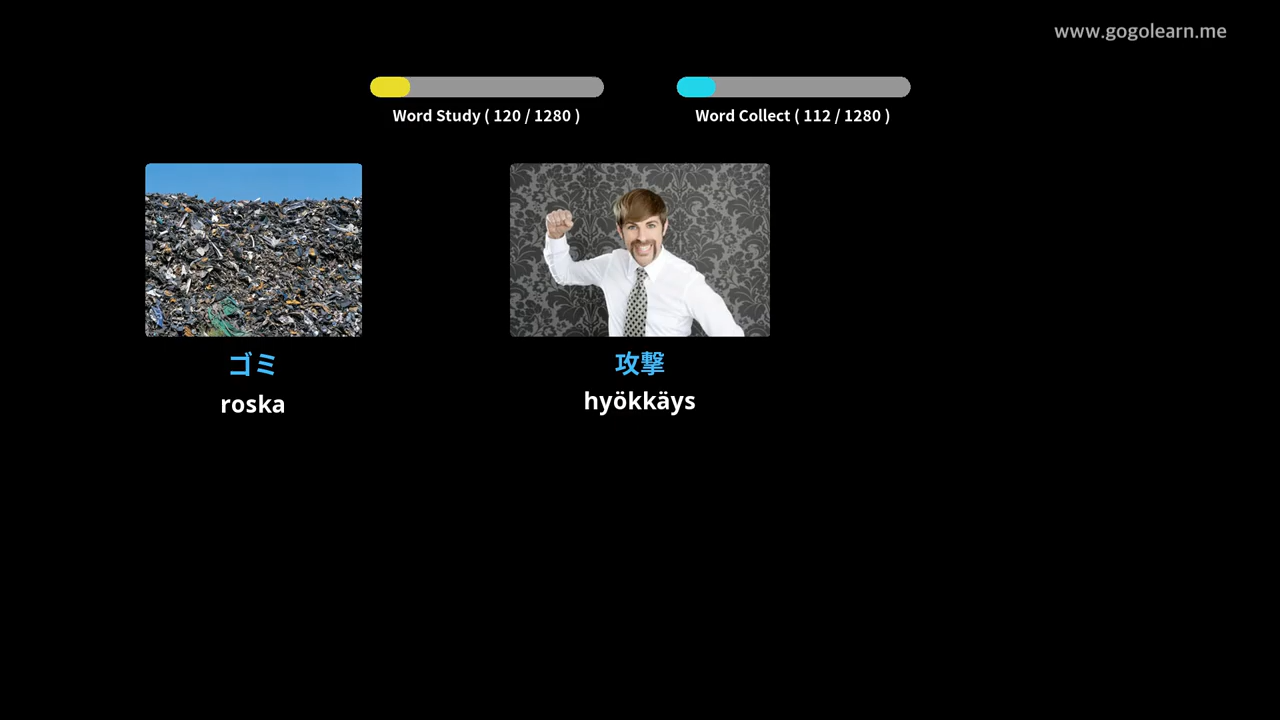 www.gogolearn.me
Word Study ( 120 / 1280 )
Word Collect ( 112 / 1280 )
ゴミ
roska
攻撃
hyökkäys